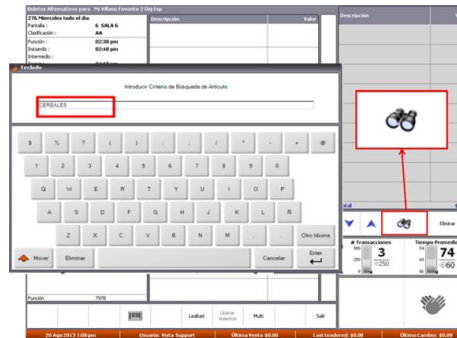 Boletos Alternativos para Mi Villano Favorito 2 Dig Esp
276 Miercoles todo el dia
Descripción
Valor
Descripción
Pantalla :
6 SALA 6
Clasificación :
AA
Función :
02:30 pm
Iniciando :
02:40 pm
Intermedio :
Teclado
Introducir Criterio de Búsqueda de Artículo
CEREALES
$ % ? ( ) : ; / * - + @
1 2 3 4 5 6 7 8 9 0
Q W E R T Y U I O P
A S D F G H J K L Ñ
Z X C V B N M , . Otro Idioma
Mover
Eliminar
Cancelar
Enter
otal
Eliminar
# Transacciones
Tiempo Promedio
3
250
74
60
Función
7970
Lealtad
Liberar Asientos
Multi
Salir
28 Ago 2013 1:08 pm
Usuario: Vista Support
Última Venta $0.00
Last tendered: $0.00
Último Cambio $0.00